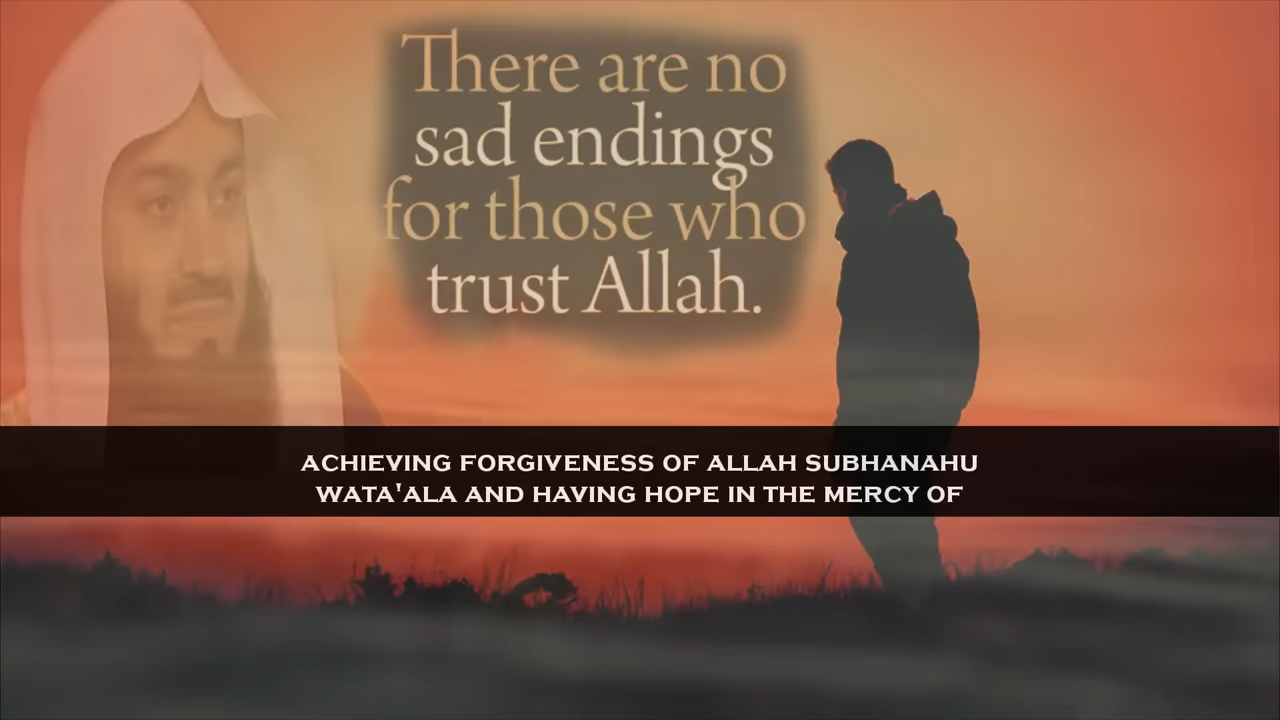 There are no
sad endings
for those who
trust Allah.
ACHIEVING FORGIVENESS OF ALLAH SUBHANAHU
WATA'ALA AND HAVING HOPE IN THE MERCY OF